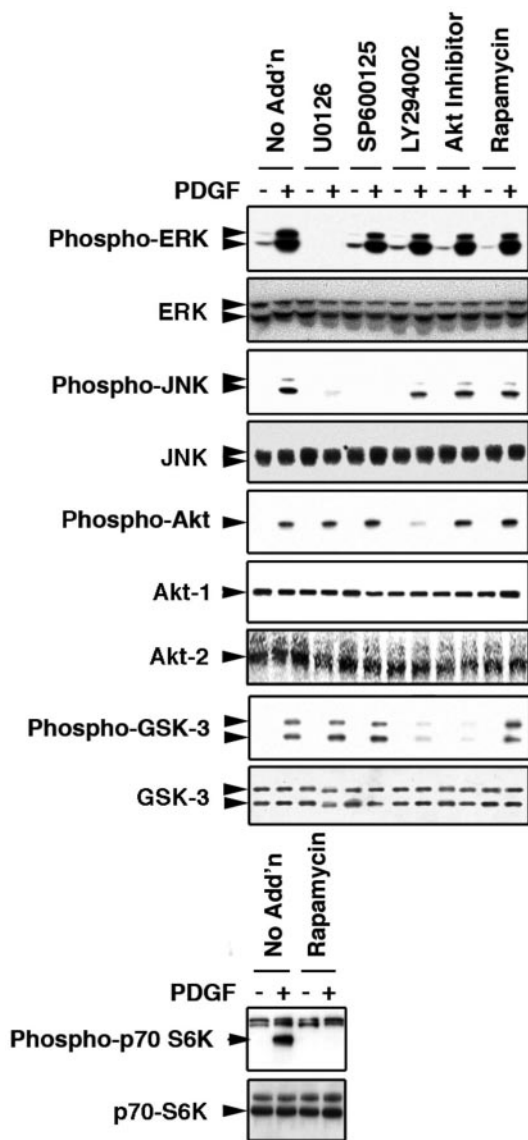 No Add'n U0126 SP600125 LY294002 Akt Inhibitor Rapamycin
PDGF - + - + - + - + - + - +
Phospho-ERK
ERK
Phospho-JNK
JNK
Phospho-Akt
Akt-1
Akt-2
Phospho-GSK-3
GSK-3
No Add'n Rapamycin
PDGF - + - +
Phospho-p70 S6K
p70-S6K